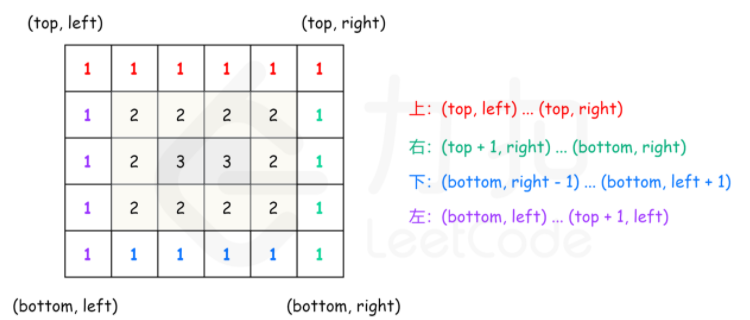 (top, left) (top, right)
1 1 1 1 1 1
1 2 2 2 2 1
1 2 3 3 2 1
1 2 2 2 2 1
1 1 1 1 1 1
(bottom, left) (bottom, right)
上：(top, left) ... (top, right)
右：(top + 1, right) ... (bottom, right)
下：(bottom, right - 1) ... (bottom, left + 1)
左：(bottom, left) ... (top + 1, left)
力扣
LeetCode